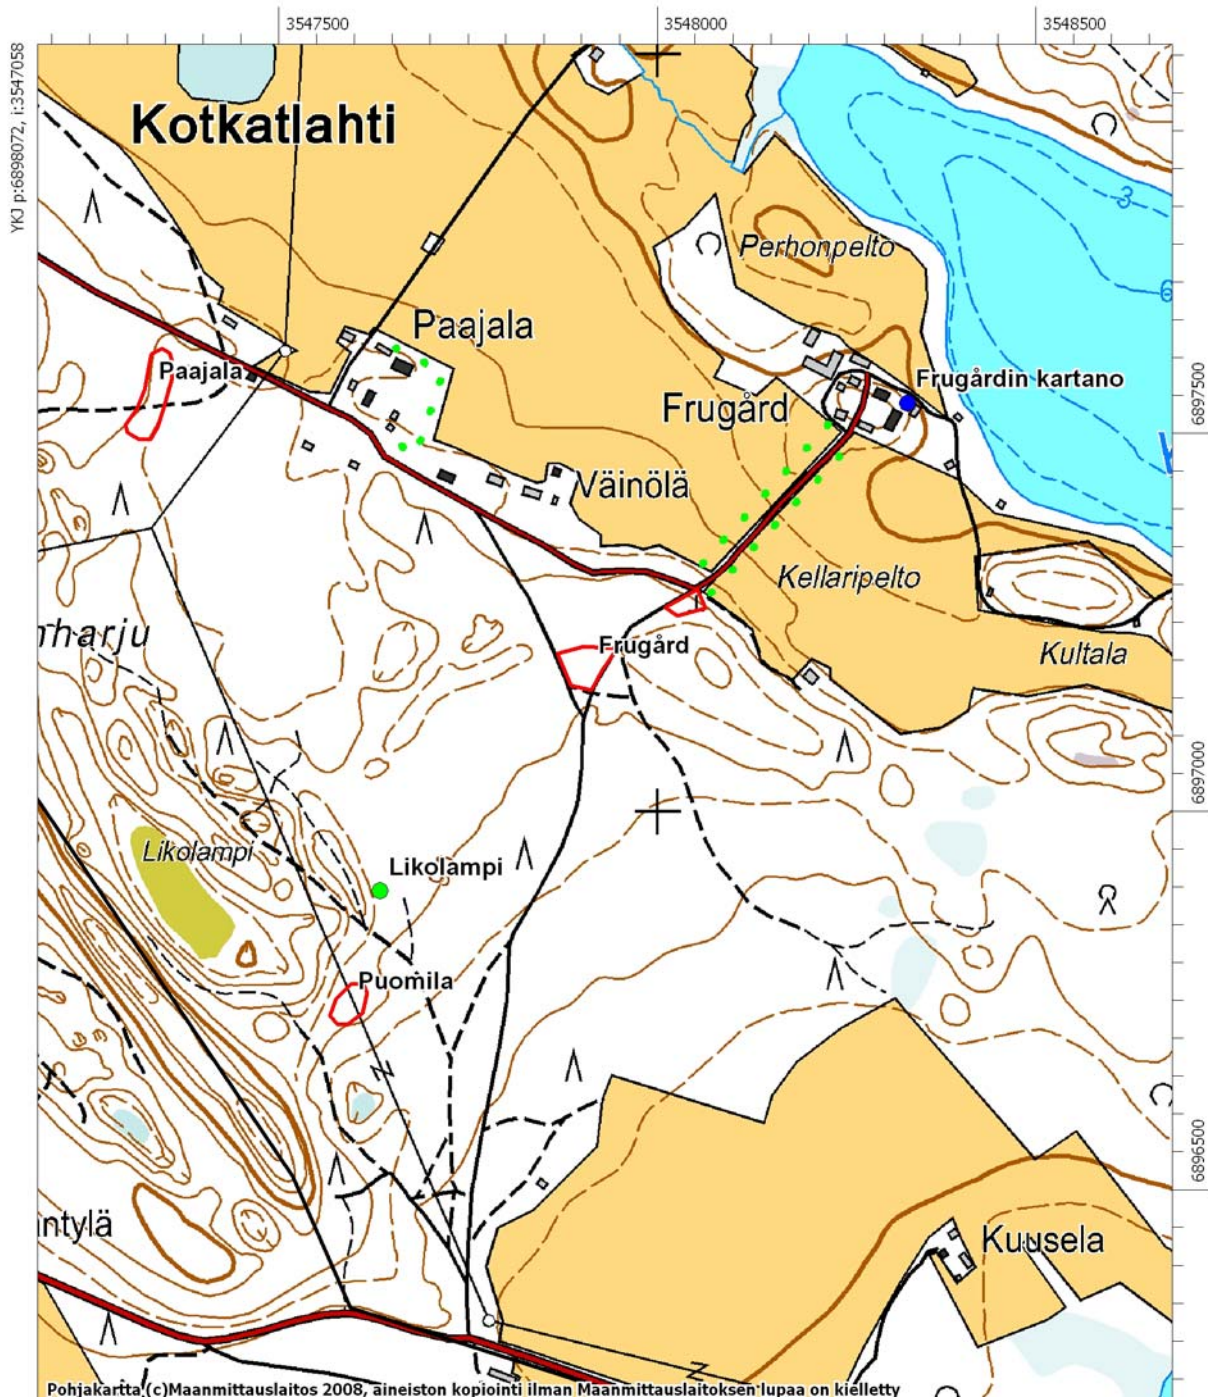 3547500
3548000
3548500
YKJ p:6898072, i:3547058
Kotkatlahti
3
Perhonpelto
6
Paajala
Paajala
Frugårdin kartano
6897500
Frugård
Väinölä
Kellaripelto
nharju
Frugård
Kultala
6897000
Likolampi
Likolampi
Puomila
6896500
ntylä
Kuusela
Z
Z
Pohjakartta,(c)Maanmittauslaitos 2008, aineiston kopiointi ilman Maanmittauslaitoksen lupaa on kielletty